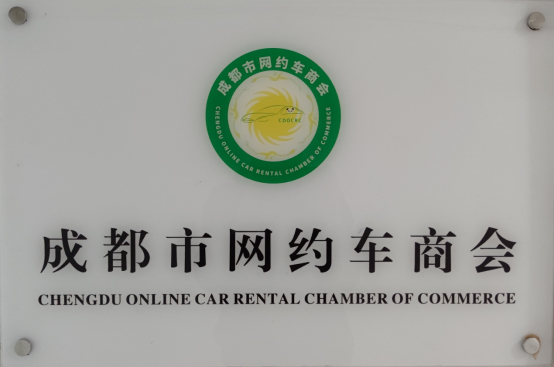 成都市网约车商会
CHENGDU ONLINE CAR RENTAL CHAMBER OF COMMERCE
成都市网约车商会
CHENGDU ONLINE CAR RENTAL CHAMBER OF COMMERCE